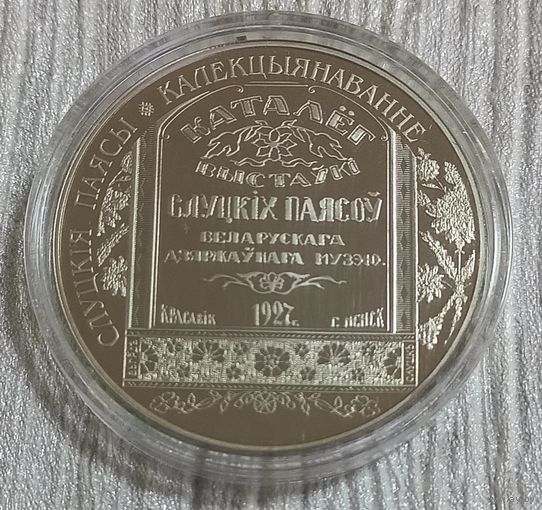 СЛУЦКІЯ ПАЯСЫ * КАЛЕКЦЫЯНАВАННЕ
КАТАЛЁГ
ВЫСТАЎКІ
СЛУЦКІХ ПАЯСОЎ
БЕЛАРУСКАГА
ДЗЯРЖАЎНАГА МУЗЭЮ.
КРАСАВІК 1927 г. г. МЕНСК